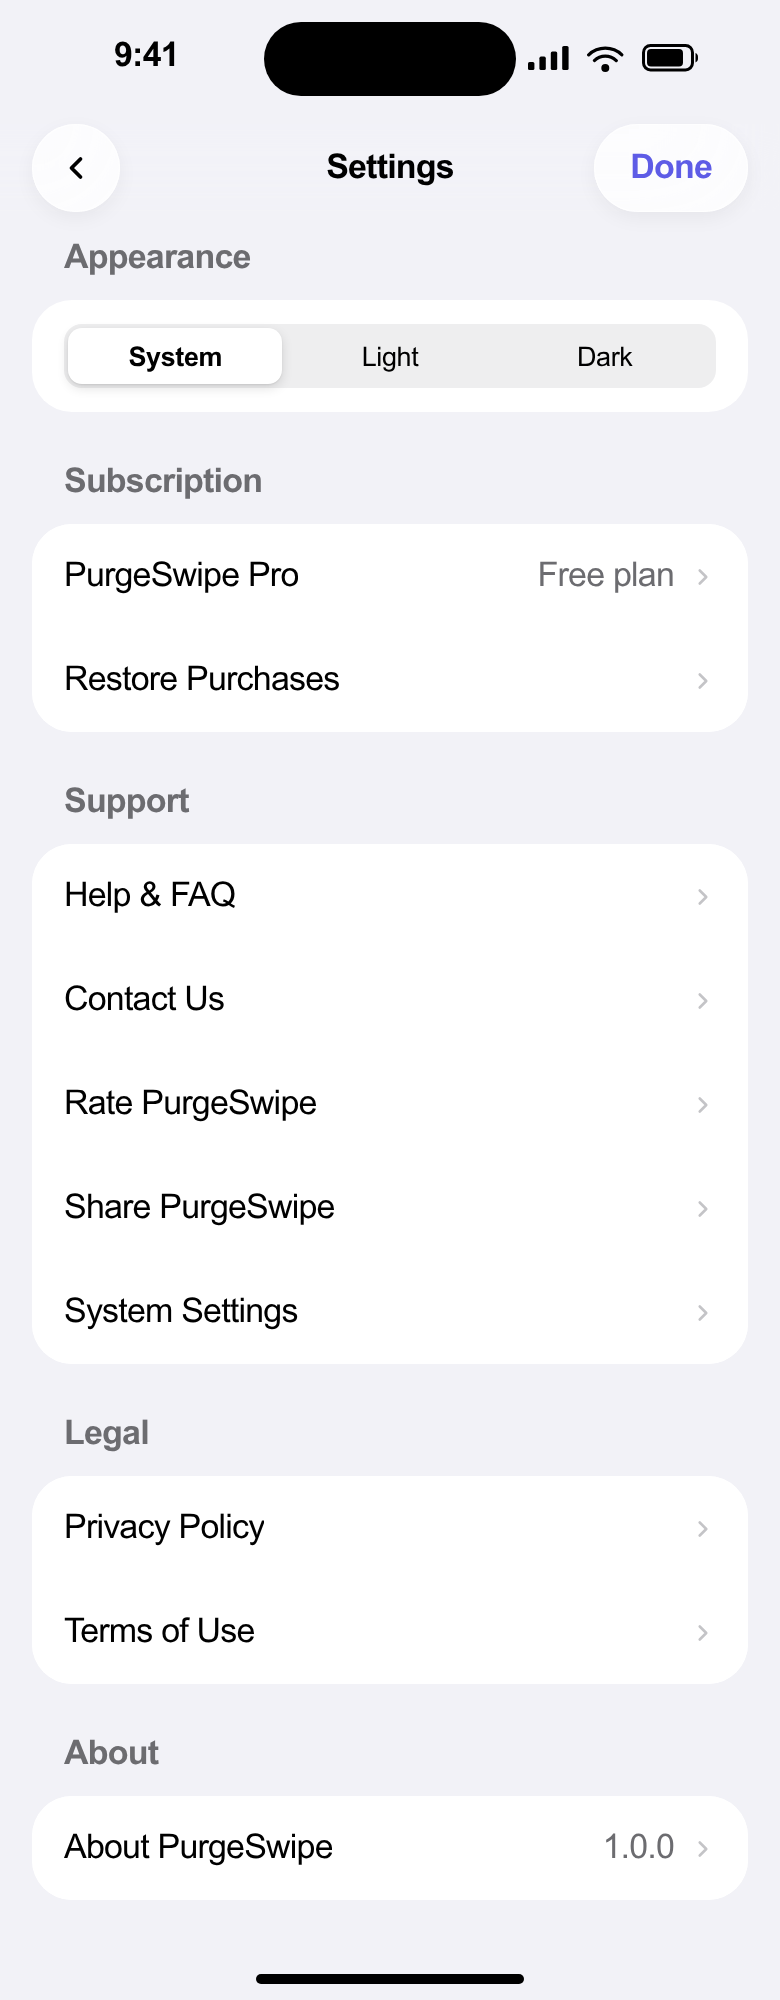 9:41
Settings
Done
Appearance
System Light Dark
Subscription
PurgeSwipe Pro Free plan
Restore Purchases
Support
Help & FAQ
Contact Us
Rate PurgeSwipe
Share PurgeSwipe
System Settings
Legal
Privacy Policy
Terms of Use
About
About PurgeSwipe 1.0.0